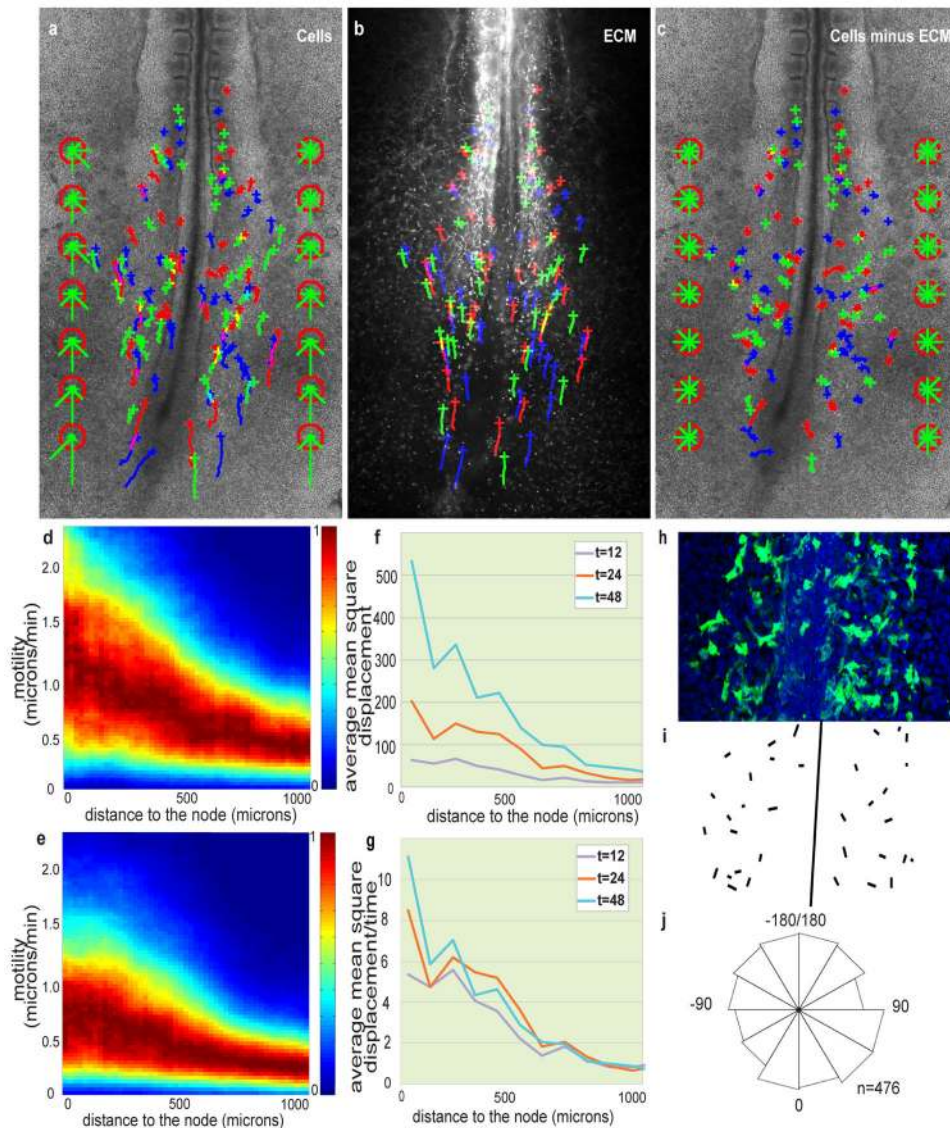 a
Cells
b
ECM
c
Cells minus ECM
d
motility
(microns/min)
2.0
1.5
1.0
0.5
0
0
500
1000
distance to the node (microns)
1
0
e
motility
(microns/min)
2.0
1.5
1.0
0.5
0
0
500
1000
distance to the node (microns)
1
0
f
average mean square
displacement
500
400
300
200
100
0
0
500
1000
distance to the node (microns)
t=12
t=24
t=48
g
average mean square
displacement/time
10
8
6
4
2
0
0
500
1000
distance to the node (microns)
t=12
t=24
t=48
h
i
j
-180/180
-90
90
n=476
0